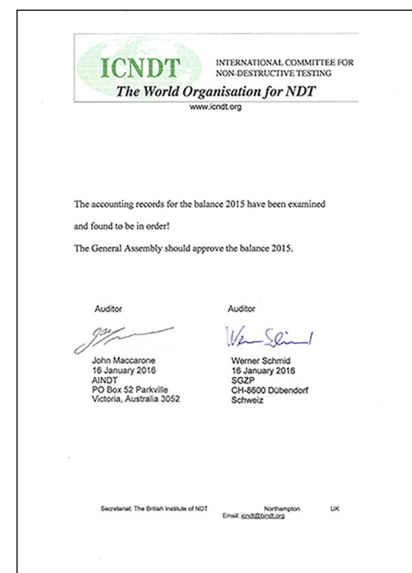 ICNDT
INTERNATIONAL COMMITTEE FOR
NON-DESTRUCTIVE TESTING
The World Organisation for NDT
www.icndt.org
The accounting records for the balance 2015 have been examined
and found to be in order!
The General Assembly should approve the balance 2015.
Auditor
John Maccarone
16 January 2016
AINDT
PO Box 52 Parkville
Victoria, Australia 3052
Auditor
Werner Schmid
16 January 2016
SGZP
CH-8600 Dübendorf
Schweiz
Secretariat: The British Institute of NDT Northampton UK
Email: icndt@bindt.org